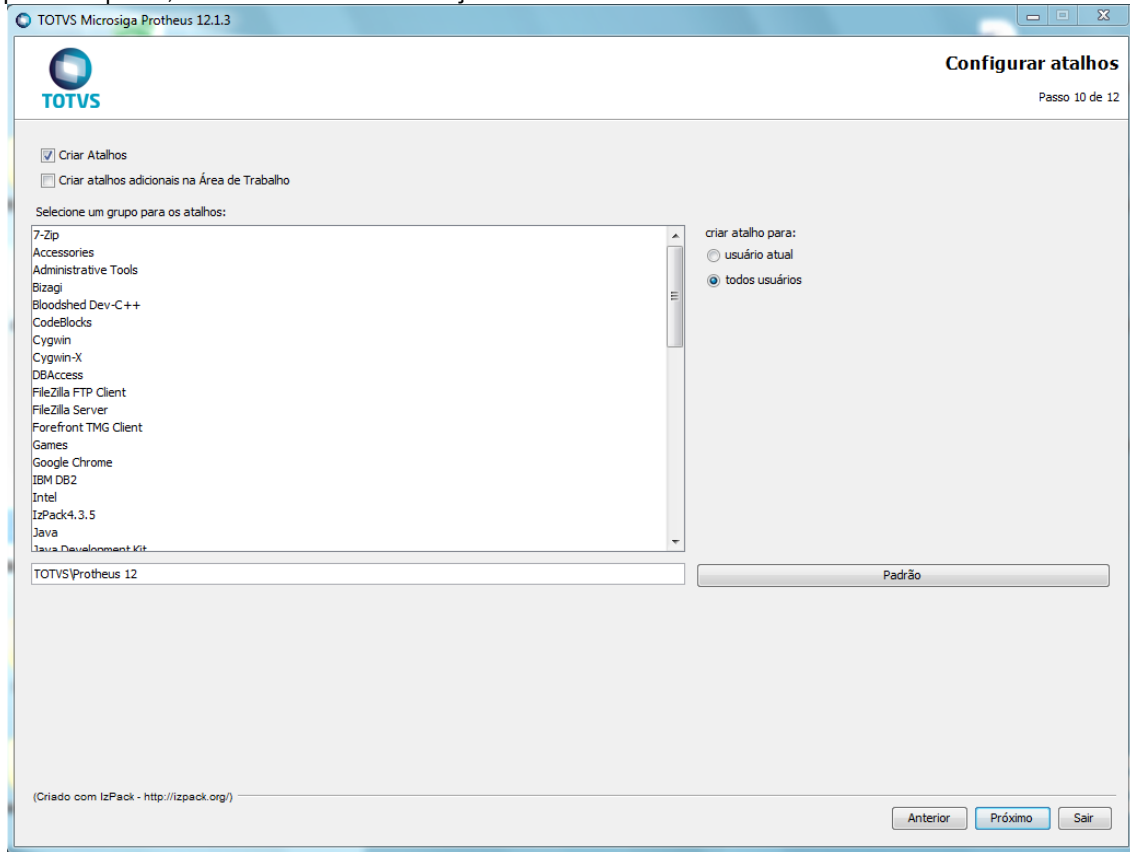 TOTVS Microsiga Protheus 12.1.3
TOTVS
Configurar atalhos
Passo 10 de 12
Criar Atalhos
Criar atalhos adicionais na Área de Trabalho
Selecione um grupo para os atalhos:
7-Zip
Accessories
Administrative Tools
Bizagi
Bloodshed Dev-C++
CodeBlocks
Cygwin
Cygwin-X
DBAccess
FileZilla FTP Client
FileZilla Server
Forefront TMG Client
Games
Google Chrome
IBM DB2
Intel
IzPack4.3.5
Java
Java Development Kit
criar atalho para:
usuário atual
todos usuários
TOTVS\Protheus 12
Padrão
(Criado com IzPack - http://izpack.org/)
Anterior
Próximo
Sair